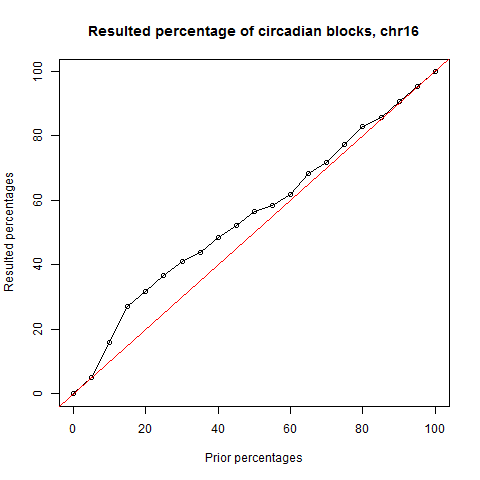 Resulted percentage of circadian blocks, chr16
Resulted percentages
100
80
60
40
20
0
0 20 40 60 80 100
Prior percentages